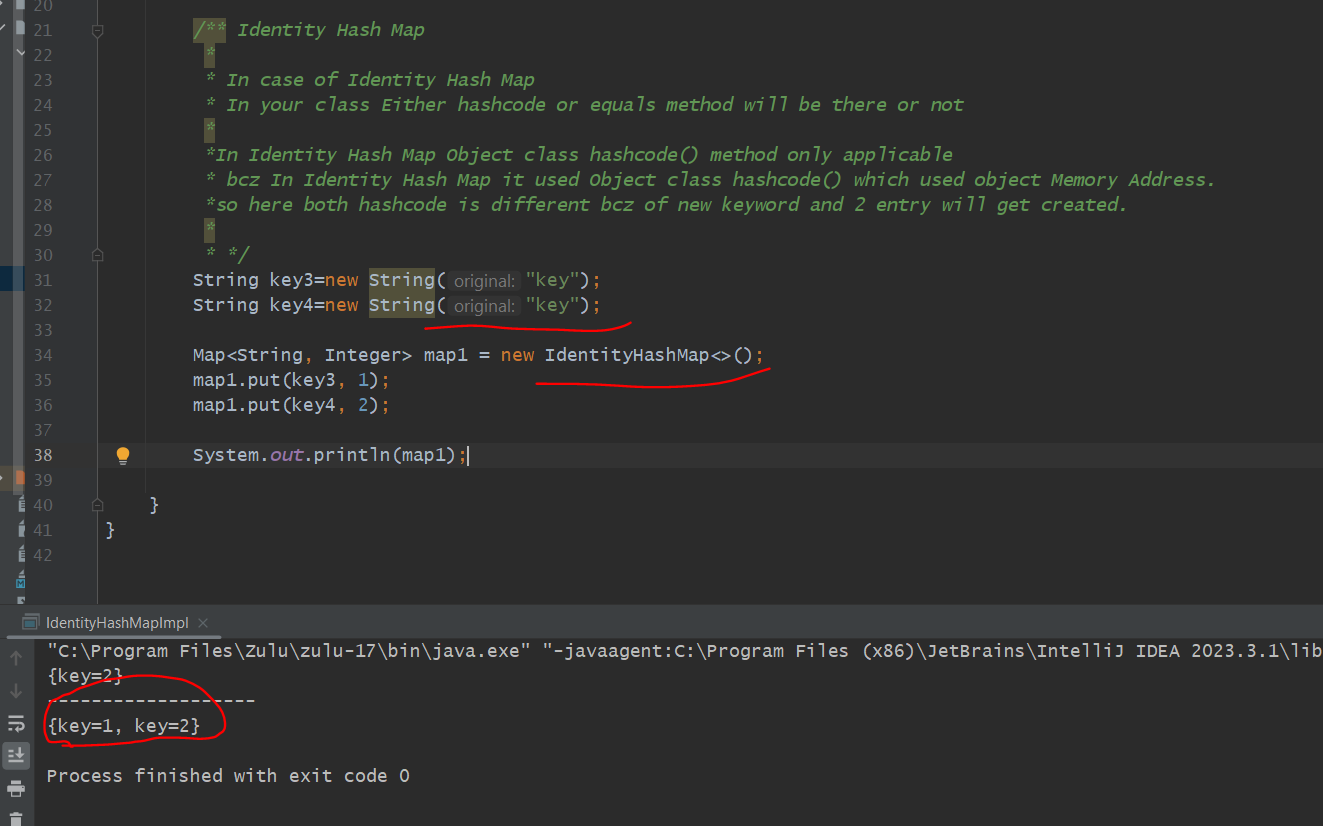 20
21 /** Identity Hash Map
22 *
23 * In case of Identity Hash Map
24 * In your class Either hashcode or equals method will be there or not
25 *
26 *In Identity Hash Map Object class hashcode() method only applicable
27 * bcz In Identity Hash Map it used Object class hashcode() which used object Memory Address.
28 *so here both hashcode is different bcz of new keyword and 2 entry will get created.
29 *
30 * */
31 String key3=new String( original: "key");
32 String key4=new String( original: "key");
33
34 Map<String, Integer> map1 = new IdentityHashMap<>();
35 map1.put(key3, 1);
36 map1.put(key4, 2);
37
38 System.out.println(map1);
39
40 }
41 }
42
IdentityHashMapImpl ×
"C:\Program Files\Zulu\zulu-17\bin\java.exe" "-javaagent:C:\Program Files (x86)\JetBrains\IntelliJ IDEA 2023.3.1\lib
{key=2}
-------------------
{key=1, key=2}
Process finished with exit code 0